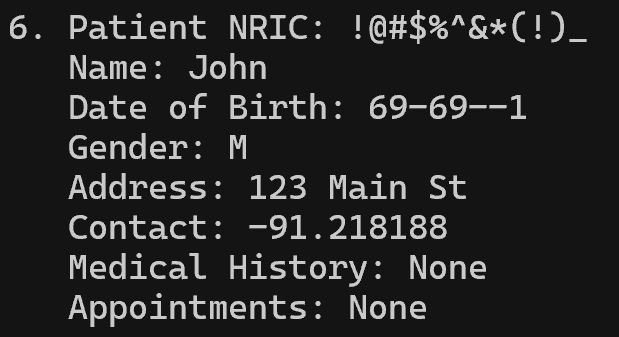 6. Patient NRIC: !@#$%^&*(!)_
Name: John
Date of Birth: 69-69--1
Gender: M
Address: 123 Main St
Contact: -91.218188
Medical History: None
Appointments: None